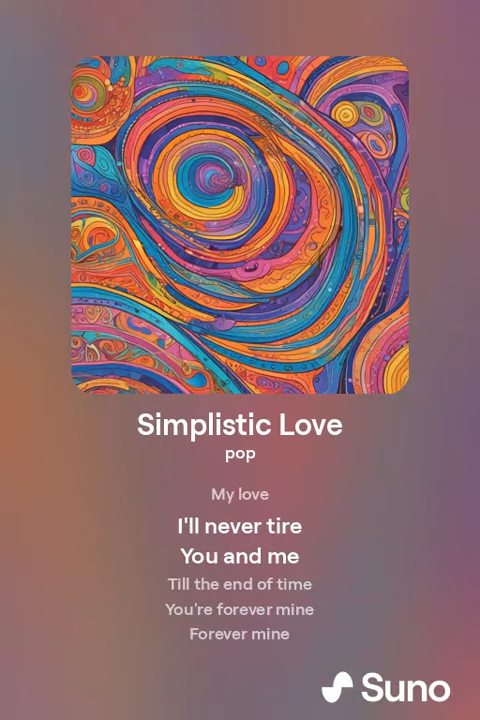 Simplistic Love
pop
My love
I'll never tire
You and me
Till the end of time
You're forever mine
Forever mine
Suno